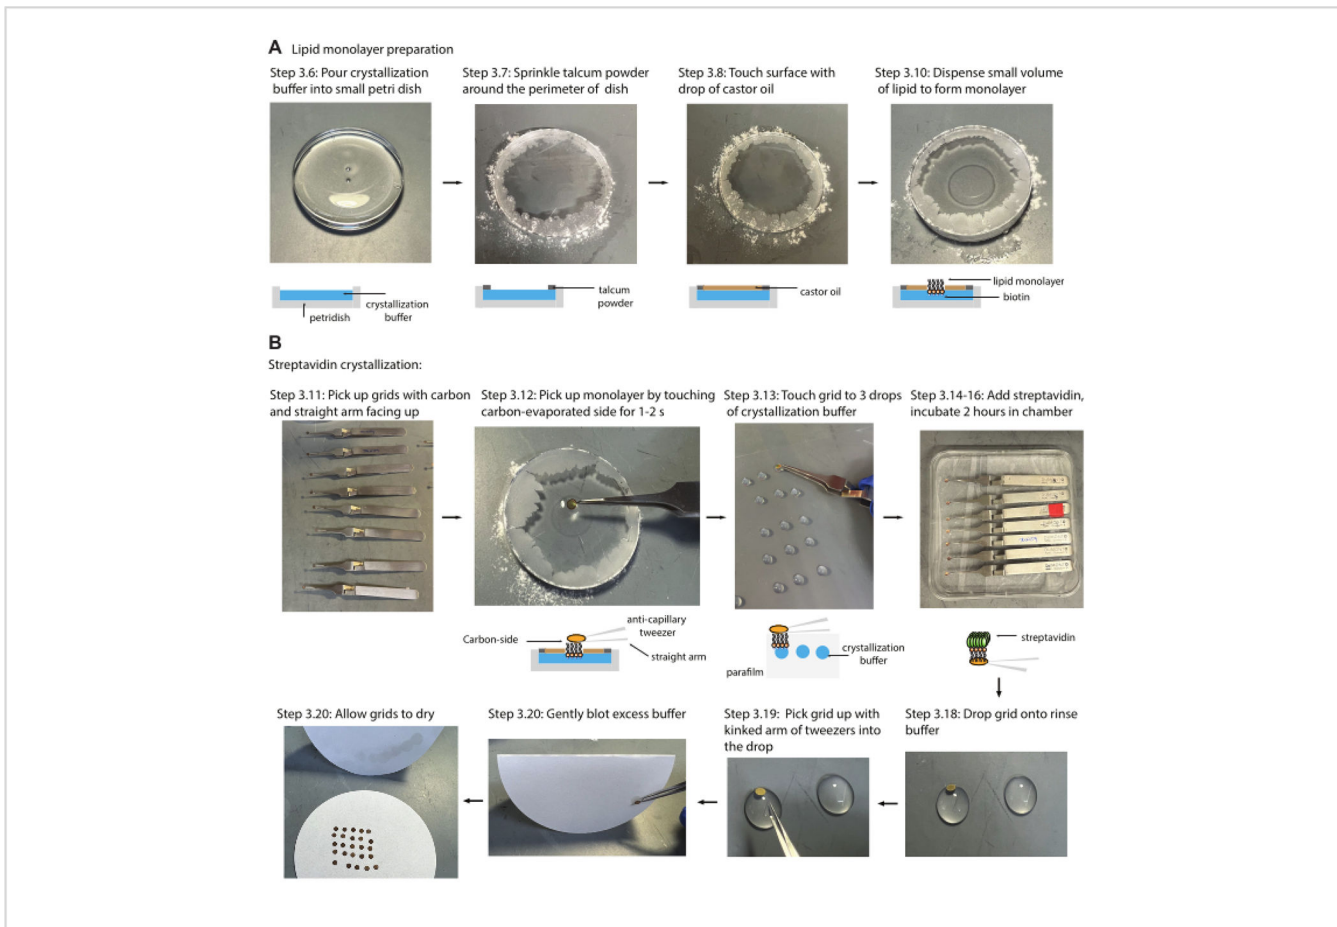 A Lipid monolayer preparation
Step 3.6: Pour crystallization
buffer into small petri dish
Step 3.7: Sprinkle talcum powder
around the perimeter of dish
Step 3.8: Touch surface with
drop of castor oil
Step 3.10: Dispense small volume
of lipid to form monolayer
crystallization
buffer
petridish
talcum
powder
castor oil
lipid monolayer
biotin
B
Streptavidin crystallization:
Step 3.11: Pick up grids with carbon
and straight arm facing up
Step 3.12: Pick up monolayer by touching
carbon-evaporated side for 1-2 s
Step 3.13: Touch grid to 3 drops
of crystallization buffer
Step 3.14-16: Add streptavidin,
incubate 2 hours in chamber
Carbon-side
anti-capillary
tweezer
straight arm
parafilm
crystallization
buffer
streptavidin
Step 3.20: Allow grids to dry
Step 3.20: Gently blot excess buffer
Step 3.19: Pick grid up with
kinked arm of tweezers into
the drop
Step 3.18: Drop grid onto rinse
buffer